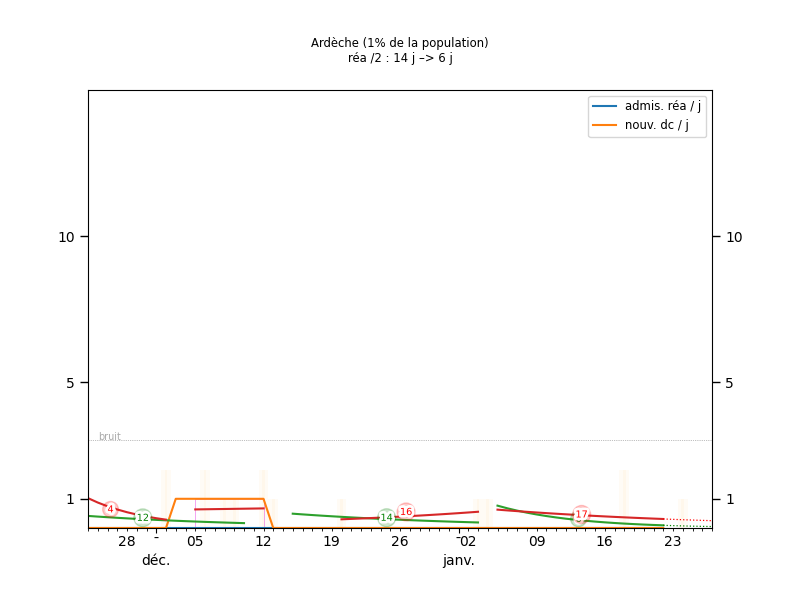 Ardèche (1% de la population)
réa /2 : 14 j –> 6 j
admis. réa / j
nouv. dc / j
10
10
5
5
bruit
1
1
4
12
14
16
17
28
05
12
19
26
02
09
16
23
déc.
janv.